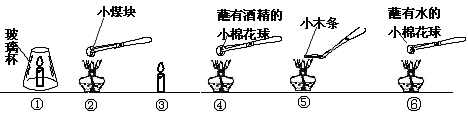 玻璃杯
小煤块
蘸有酒精的
小棉花球
小木条
蘸有水的
小棉花球
① ② ③ ④ ⑤ ⑥